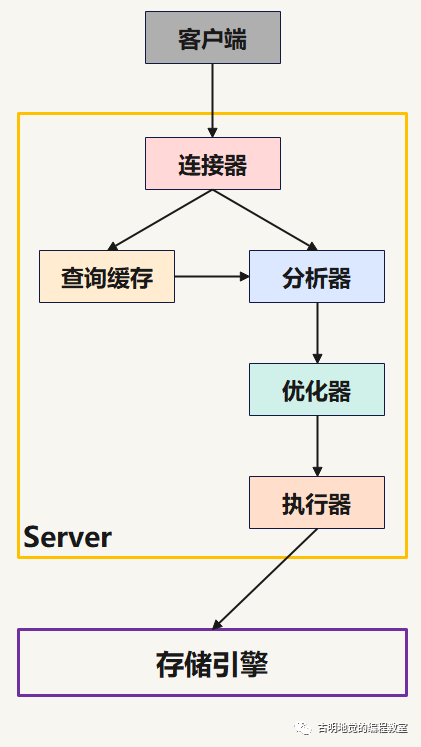 客户端
连接器
查询缓存
分析器
优化器
执行器
Server
存储引擎
古明地觉的编程教室